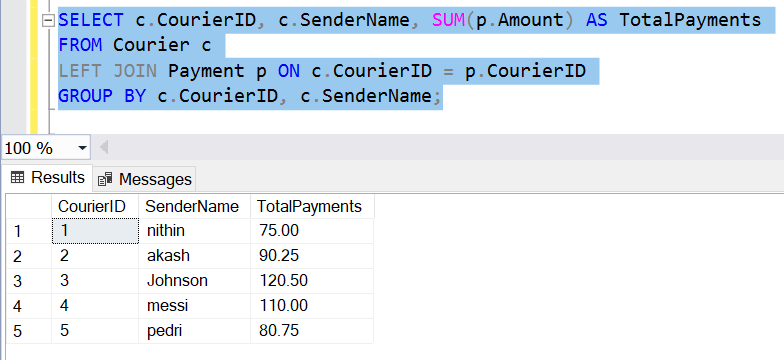 SELECT c.CourierID, c.SenderName, SUM(p.Amount) AS TotalPayments
FROM Courier c
LEFT JOIN Payment p ON c.CourierID = p.CourierID
GROUP BY c.CourierID, c.SenderName;
100 %
Results Messages
CourierID SenderName TotalPayments
1 1 nithin 75.00
2 2 akash 90.25
3 3 Johnson 120.50
4 4 messi 110.00
5 5 pedri 80.75